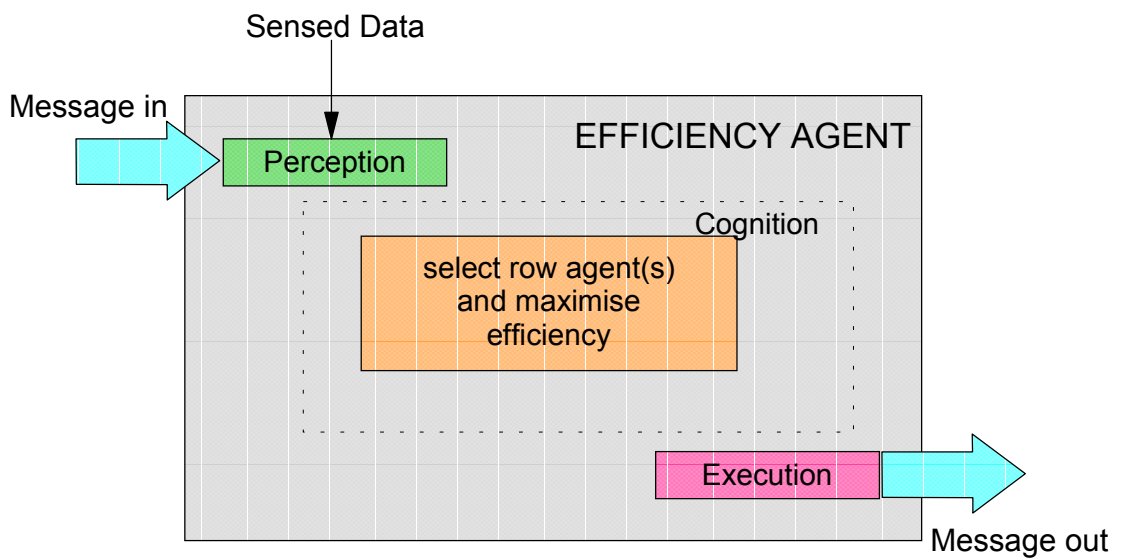 Sensed Data
Message in
EFFICIENCY AGENT
Perception
Cognition
select row agent(s)
and maximise
efficiency
Execution
Message out